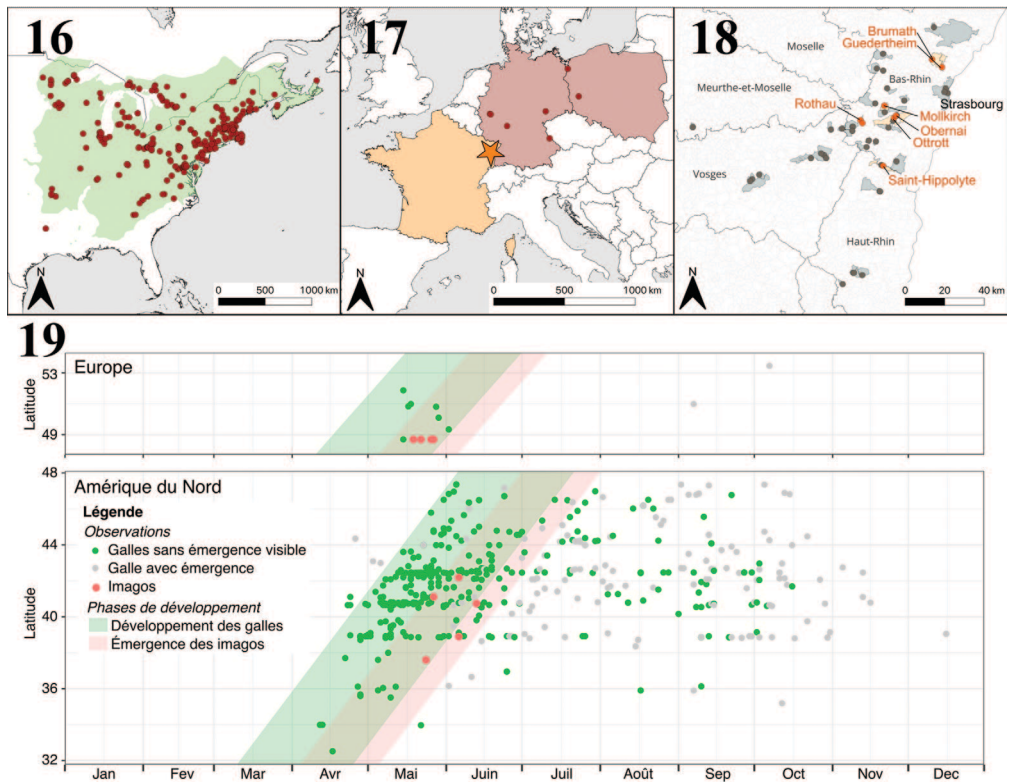 16
N
0 500 1000 km
17
N
0 500 1000 km
18
Moselle
Brumath
Guedertheim
Meurthe-et-Moselle
Bas-Rhin
Rothau
Strasbourg
Mollkirch
Obernai
Ottrott
Vosges
Saint-Hippolyte
Haut-Rhin
N
0 20 40 km
19
Europe
Latitude
53
49
Amérique du Nord
Latitude
48
44
40
36
32
Légende
Observations
Galles sans émergence visible
Galle avec émergence
Imagos
Phases de développement
Développement des galles
Émergence des imagos
Jan Fev Mar Avr Mai Juin Juil Août Sep Oct Nov Dec